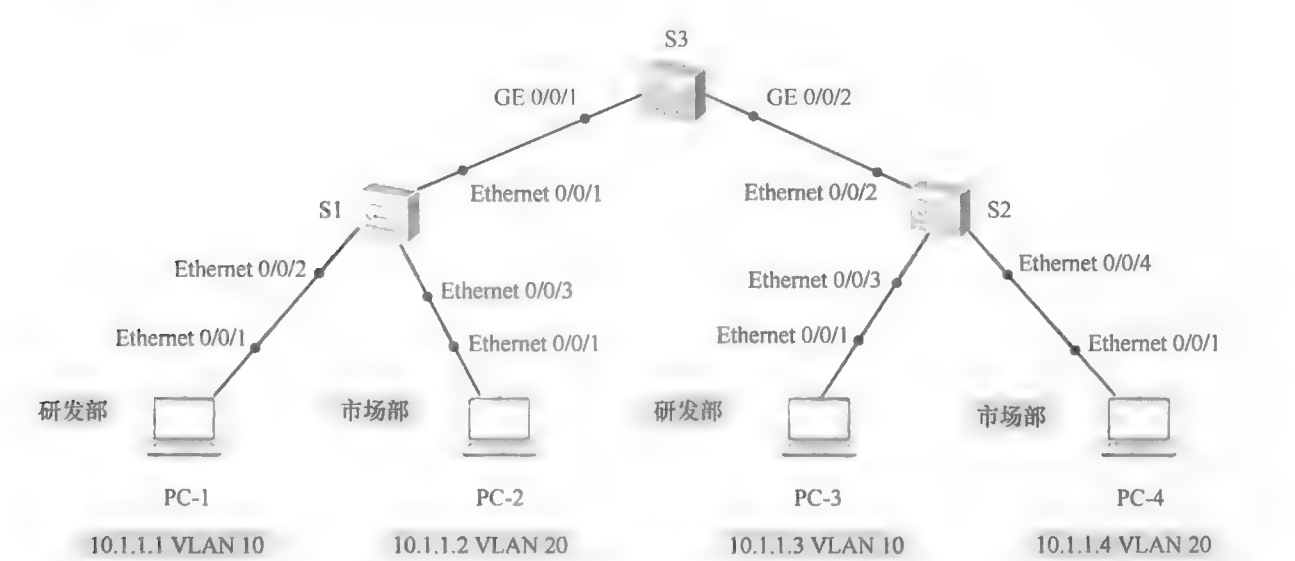 S3
GE 0/0/1
GE 0/0/2
Ethernet 0/0/1
Ethernet 0/0/2
S1
S2
Ethernet 0/0/2
Ethernet 0/0/3
Ethernet 0/0/3
Ethernet 0/0/4
Ethernet 0/0/1
Ethernet 0/0/1
Ethernet 0/0/1
Ethernet 0/0/1
研发部
市场部
研发部
市场部
PC-1
PC-2
PC-3
PC-4
10.1.1.1 VLAN 10
10.1.1.2 VLAN 20
10.1.1.3 VLAN 10
10.1.1.4 VLAN 20